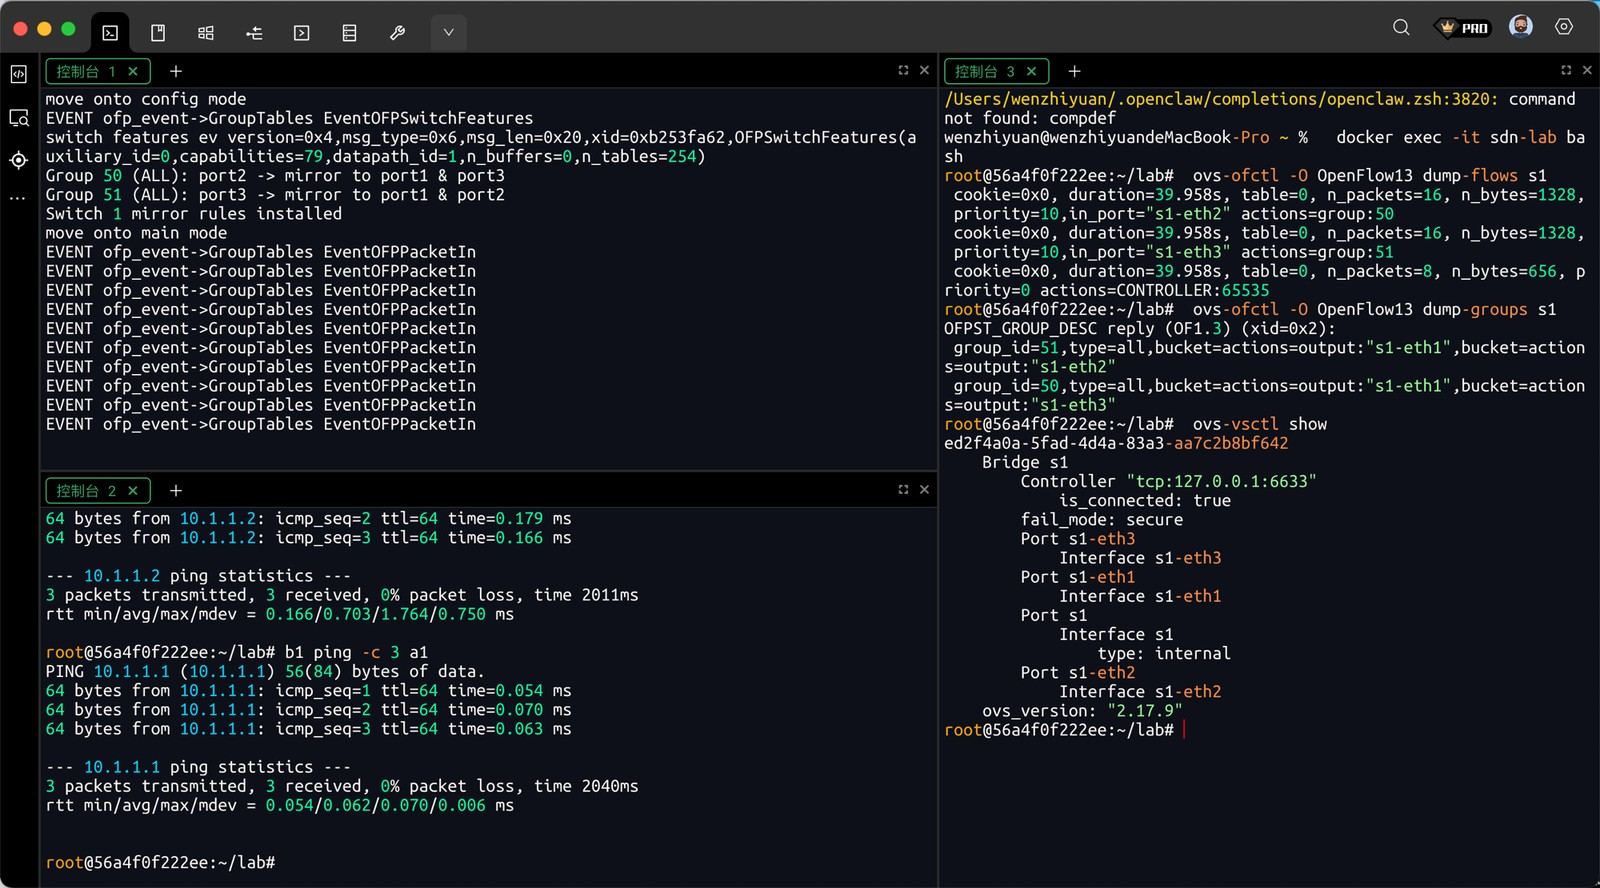 PRO
控制台 1
move onto config mode
EVENT ofp_event->GroupTables EventOFPSwitchFeatures
switch features ev version=0x4,msg_type=0x6,msg_len=0x20,xid=0xb253fa62,OFPSwitchFeatures(a
uxiliary_id=0,capabilities=79,datapath_id=1,n_buffers=0,n_tables=254)
Group 50 (ALL): port2 -> mirror to port1 & port3
Group 51 (ALL): port3 -> mirror to port1 & port2
Switch 1 mirror rules installed
move onto main mode
EVENT ofp_event->GroupTables EventOFPPacketIn
EVENT ofp_event->GroupTables EventOFPPacketIn
EVENT ofp_event->GroupTables EventOFPPacketIn
EVENT ofp_event->GroupTables EventOFPPacketIn
EVENT ofp_event->GroupTables EventOFPPacketIn
EVENT ofp_event->GroupTables EventOFPPacketIn
EVENT ofp_event->GroupTables EventOFPPacketIn
EVENT ofp_event->GroupTables EventOFPPacketIn
EVENT ofp_event->GroupTables EventOFPPacketIn
EVENT ofp_event->GroupTables EventOFPPacketIn
控制台 2
64 bytes from 10.1.1.2: icmp_seq=2 ttl=64 time=0.179 ms
64 bytes from 10.1.1.2: icmp_seq=3 ttl=64 time=0.166 ms
--- 10.1.1.2 ping statistics ---
3 packets transmitted, 3 received, 0% packet loss, time 2011ms
rtt min/avg/max/mdev = 0.166/0.703/1.764/0.750 ms
root@56a4f0f222ee:~/lab# b1 ping -c 3 a1
PING 10.1.1.1 (10.1.1.1) 56(84) bytes of data.
64 bytes from 10.1.1.1: icmp_seq=1 ttl=64 time=0.054 ms
64 bytes from 10.1.1.1: icmp_seq=2 ttl=64 time=0.070 ms
64 bytes from 10.1.1.1: icmp_seq=3 ttl=64 time=0.063 ms
--- 10.1.1.1 ping statistics ---
3 packets transmitted, 3 received, 0% packet loss, time 2040ms
rtt min/avg/max/mdev = 0.054/0.062/0.070/0.006 ms
root@56a4f0f222ee:~/lab#
控制台 3
/Users/wenzhiyuan/.openclaw/completions/openclaw.zsh:3820: command
not found: compdef
wenzhiyuan@wenzhiyuandeMacBook-Pro ~ %   docker exec -it sdn-lab ba
sh
root@56a4f0f222ee:~/lab#  ovs-ofctl -O OpenFlow13 dump-flows s1
 cookie=0x0, duration=39.958s, table=0, n_packets=16, n_bytes=1328,
 priority=10,in_port="s1-eth2" actions=group:50
 cookie=0x0, duration=39.958s, table=0, n_packets=16, n_bytes=1328,
 priority=10,in_port="s1-eth3" actions=group:51
 cookie=0x0, duration=39.958s, table=0, n_packets=8, n_bytes=656, p
riority=0 actions=CONTROLLER:65535
root@56a4f0f222ee:~/lab#  ovs-ofctl -O OpenFlow13 dump-groups s1
OFPST_GROUP_DESC reply (OF1.3) (xid=0x2):
 group_id=51,type=all,bucket=actions=output:"s1-eth1",bucket=action
s=output:"s1-eth2"
 group_id=50,type=all,bucket=actions=output:"s1-eth1",bucket=action
s=output:"s1-eth3"
root@56a4f0f222ee:~/lab#  ovs-vsctl show
ed2f4a0a-5fad-4d4a-83a3-aa7c2b8bf642
    Bridge s1
        Controller "tcp:127.0.0.1:6633"
            is_connected: true
        fail_mode: secure
        Port s1-eth3
            Interface s1-eth3
        Port s1-eth1
            Interface s1-eth1
        Port s1
            Interface s1
                type: internal
        Port s1-eth2
            Interface s1-eth2
    ovs_version: "2.17.9"
root@56a4f0f222ee:~/lab#